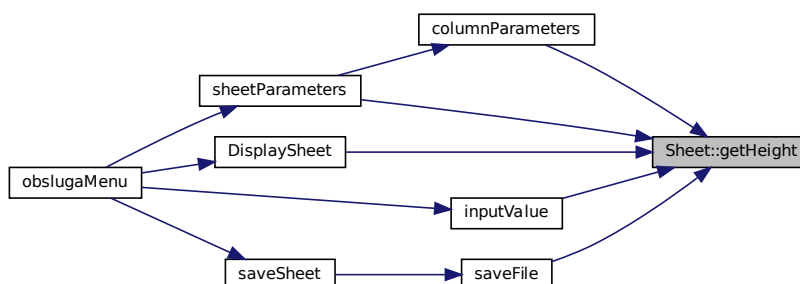 columnParameters
sheetParameters
DisplaySheet
Sheet::getHeight
obslugaMenu
inputValue
saveSheet
saveFile